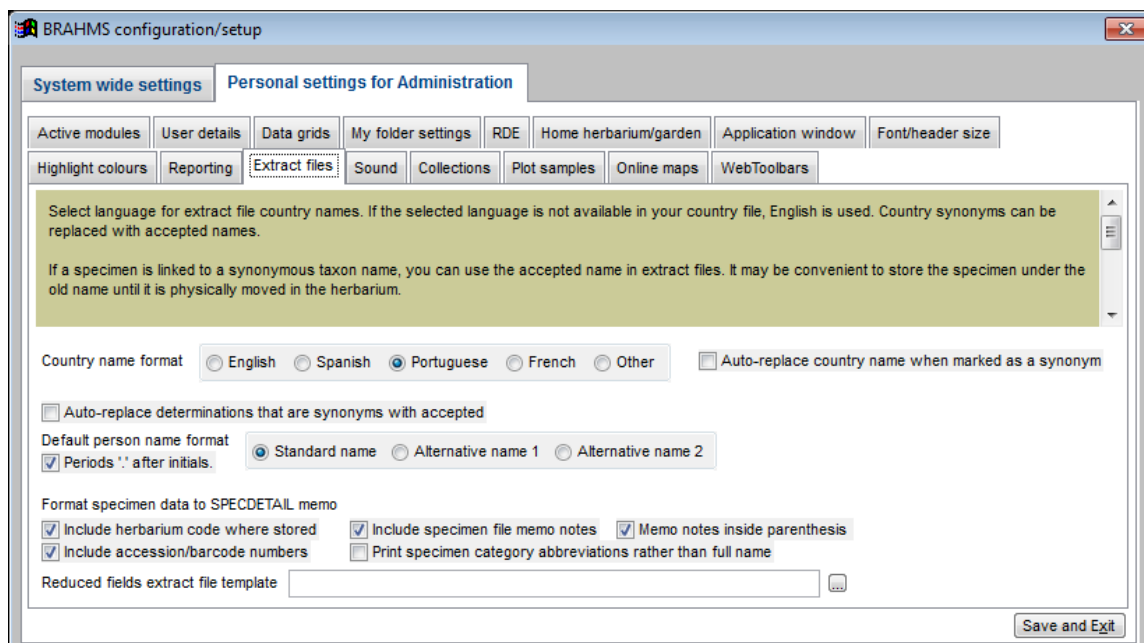 BRAHMS configuration/setup
System wide settings
Personal settings for Administration
Active modules
User details
Data grids
My folder settings
RDE
Home herbarium/garden
Application window
Font/header size
Highlight colours
Reporting
Extract files
Sound
Collections
Plot samples
Online maps
WebToolbars
Select language for extract file country names. If the selected language is not available in your country file, English is used. Country synonyms can be
replaced with accepted names.
If a specimen is linked to a synonymous taxon name, you can use the accepted name in extract files. It may be convenient to store the specimen under the
old name until it is physically moved in the herbarium.
Country name format
English
Spanish
Portuguese
French
Other
Auto-replace country name when marked as a synonym
Auto-replace determinations that are synonyms with accepted
Default person name format
Periods '.' after initials.
Standard name
Alternative name 1
Alternative name 2
Format specimen data to SPECDETAIL memo
Include herbarium code where stored
Include specimen file memo notes
Memo notes inside parenthesis
Include accession/barcode numbers
Print specimen category abbreviations rather than full name
Reduced fields extract file template
...
Save and Exit